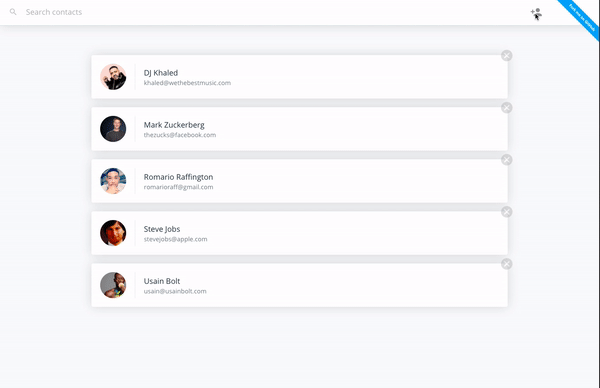 Search contacts
Fork me on GitHub
DJ Khaled
khaled@wethebestmusic.com
Mark Zuckerberg
thezucks@facebook.com
Romario Raffington
romarioraff@gmail.com
Steve Jobs
stevejobs@apple.com
Usain Bolt
usain@usainbolt.com